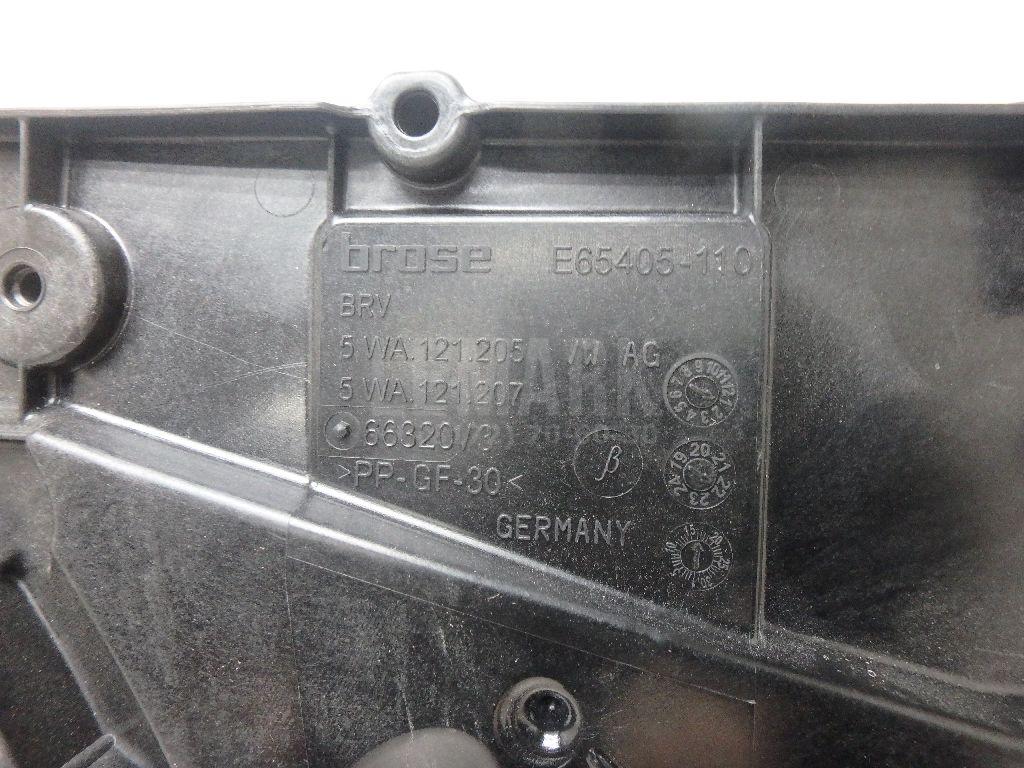 brose E65405-110
BRV
5 WA.121.205 VW AG
5 WA.121.207
66320/3
>PP-GF-30< β
GERMANY